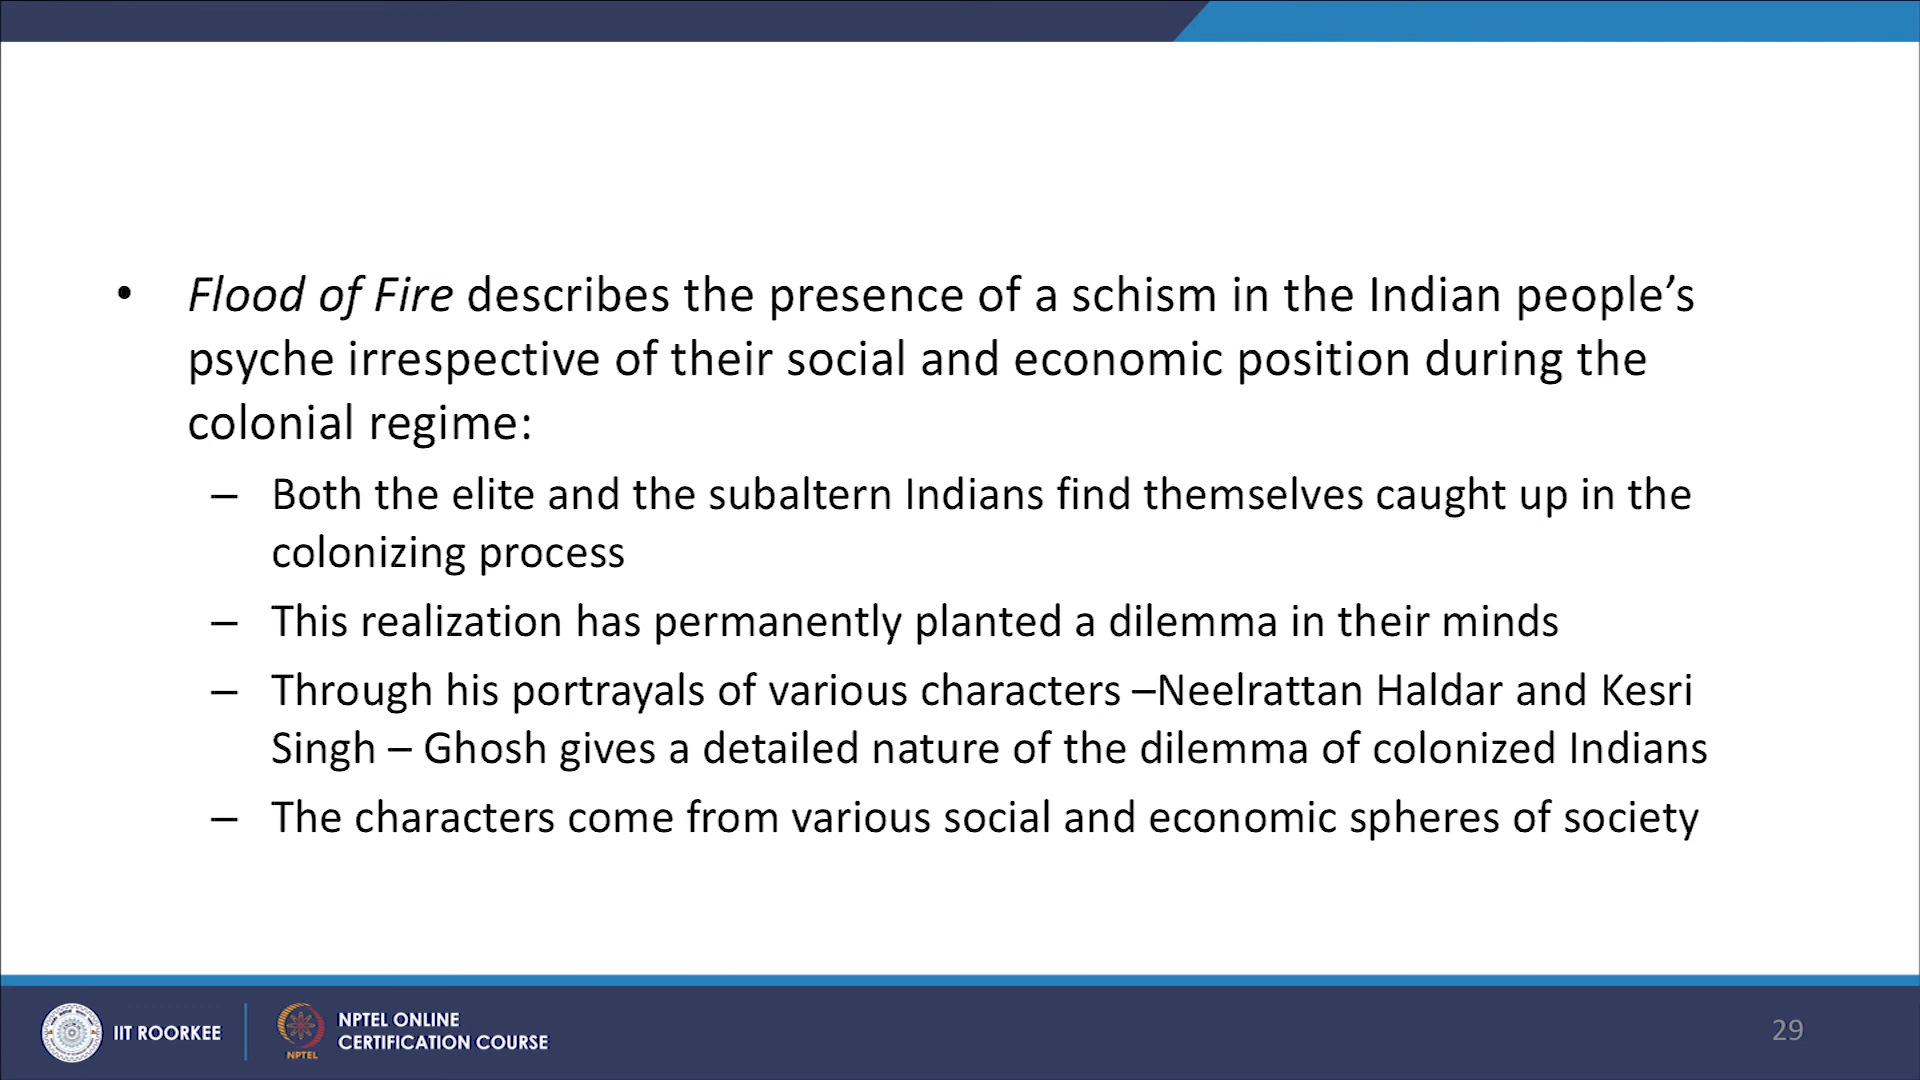 • Flood of Fire describes the presence of a schism in the Indian people’s
psyche irrespective of their social and economic position during the
colonial regime:
– Both the elite and the subaltern Indians find themselves caught up in the
colonizing process
– This realization has permanently planted a dilemma in their minds
– Through his portrayals of various characters –Neelrattan Haldar and Kesri
Singh – Ghosh gives a detailed nature of the dilemma of colonized Indians
– The characters come from various social and economic spheres of society
IIT ROORKEE
NPTEL
NPTEL ONLINE
CERTIFICATION COURSE
29